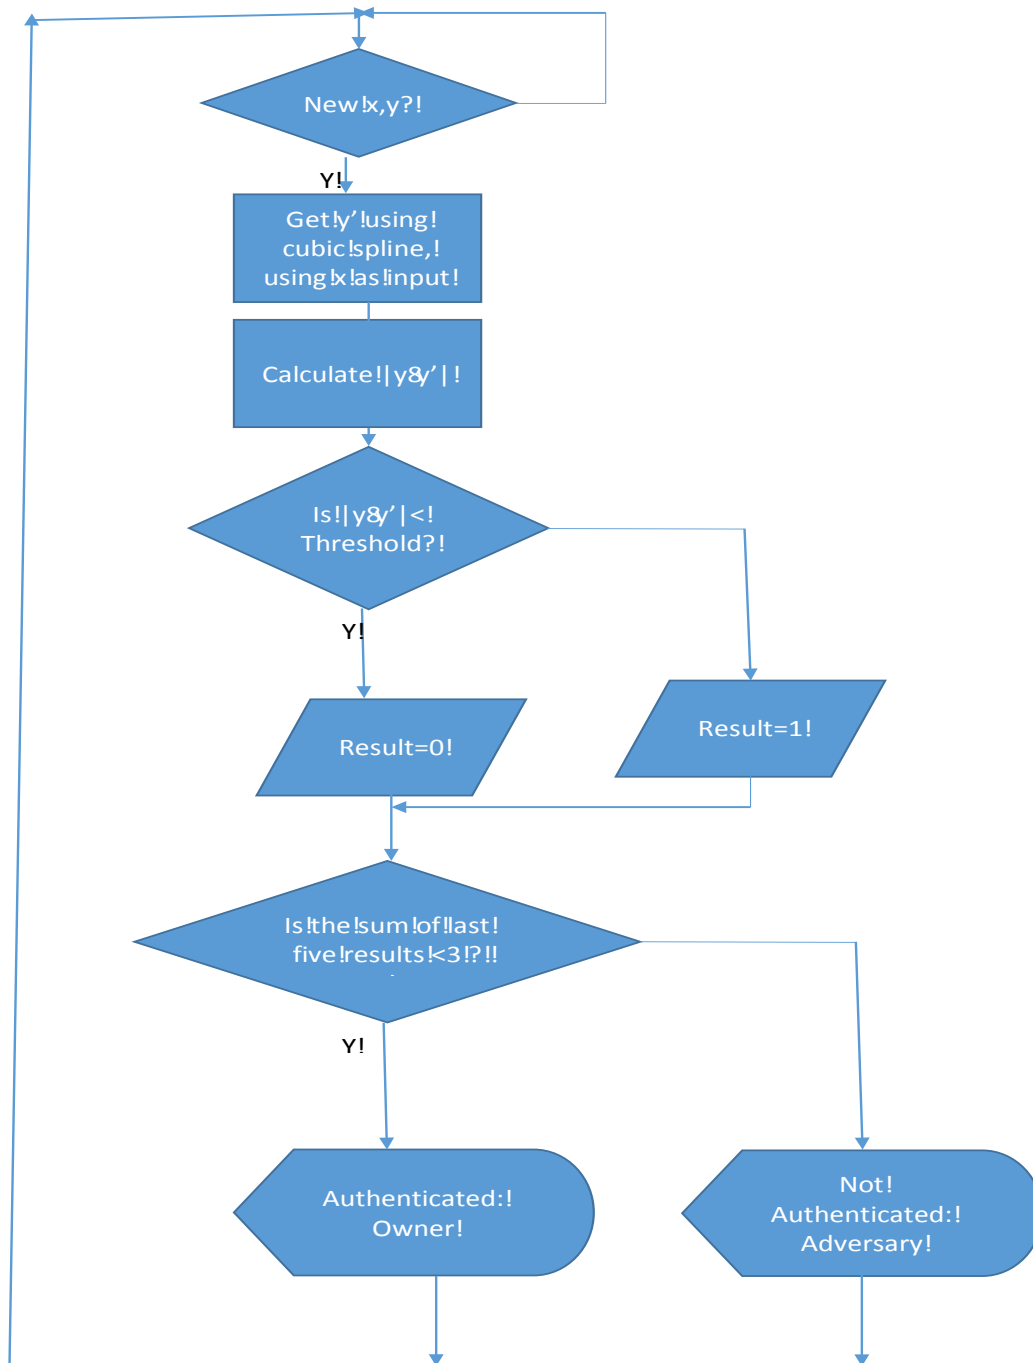 New!x,y?!
Y!
Get!y’!using!
cubic!spline,!
using!x!as!input!
Calculate!|y&y’|!
Is!|y&y’|<!
Threshold?!
Y!
Result=0!
Result=1!
Is!the!sum!of!last!
five!results!<3!?!!
Y!
Authenticated:!
Owner!
Not!
Authenticated:!
Adversary!